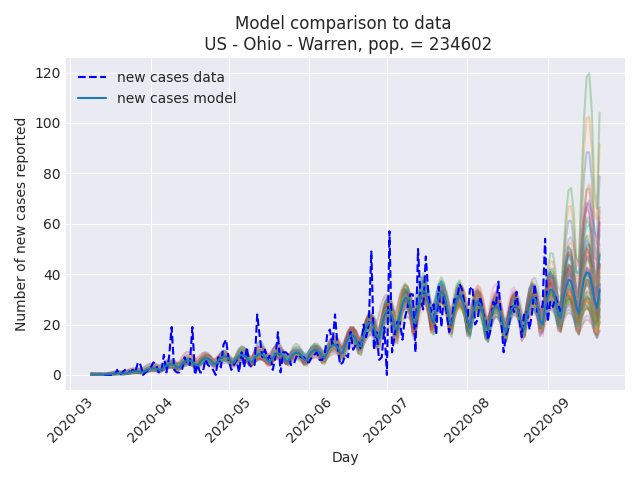 Model comparison to data
US - Ohio - Warren, pop. = 234602
new cases data
new cases model
Number of new cases reported
120
100
80
60
40
20
0
2020-03
2020-04
2020-05
2020-06
2020-07
2020-08
2020-09
Day